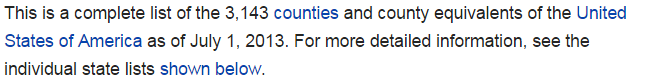 This is a complete list of the 3,143 counties and county equivalents of the United
States of America as of July 1, 2013. For more detailed information, see the
individual state lists shown below.